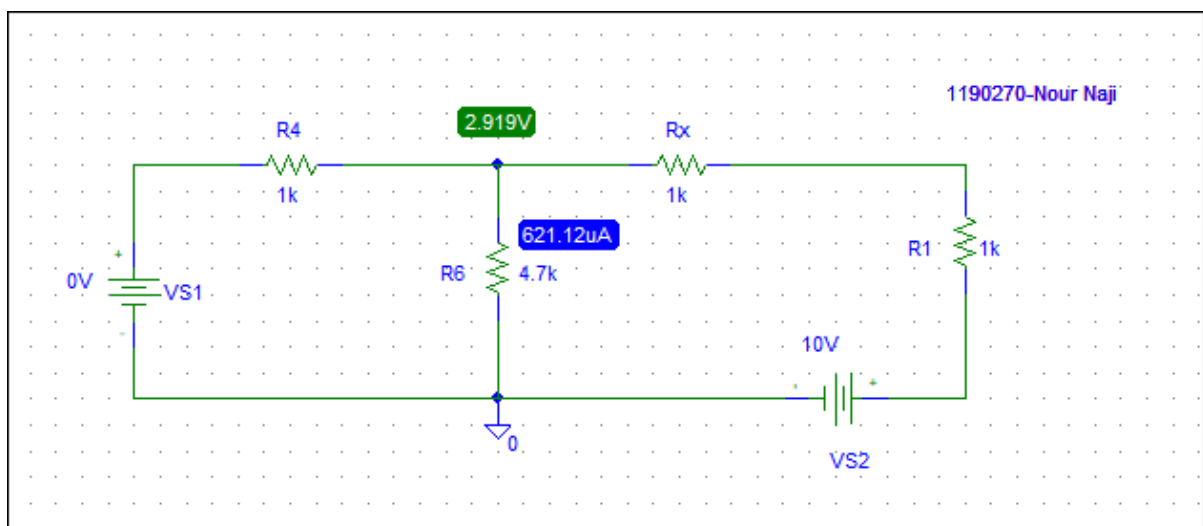 1190270-Nour Naji
2.919V
R4
Rx
1k
1k
621.12uA
R1
1k
R6
4.7k
0V
VS1
10V
0
VS2